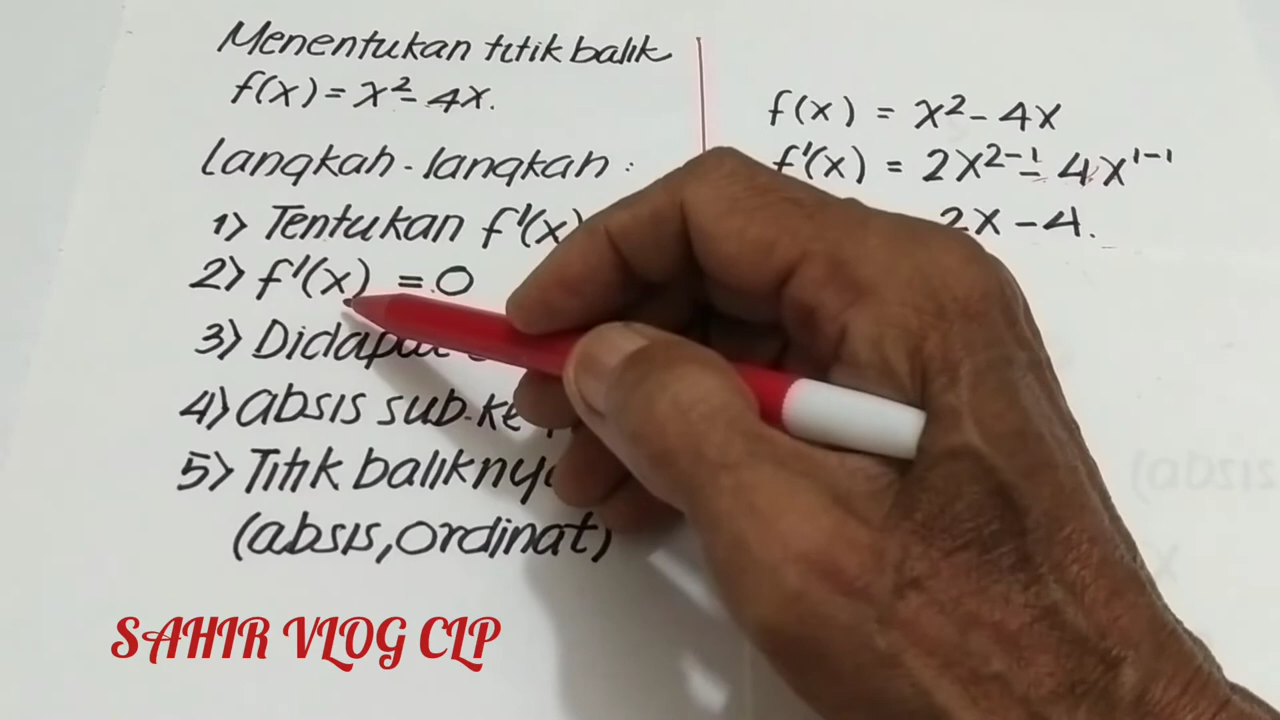 Menentukan titik balik
f(x) = x² - 4x.
Langkah-langkah :
1) Tentukan f'(x)
2) f'(x) = 0
3) Didapat
4) absis sub-ke
5) Titik baliknya
(absis, ordinat)
f(x) = x² - 4x
f'(x) = 2x²⁻¹ - 4x¹⁻¹
2x - 4.
SAHIR VLOG CLP